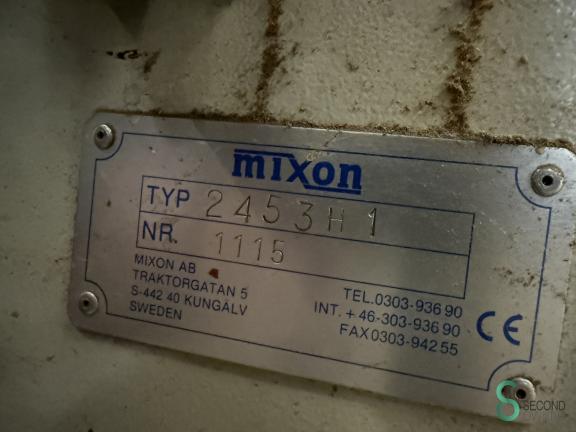 mixon
TYP 2453H1
NR. 1115
MIXON AB
TRAKTORGATAN 5
S-442 40 KUNGÄLV
SWEDEN
TEL.0303-936 90
INT. + 46-303-936 90
FAX 0303-942 55
CE
SECOND